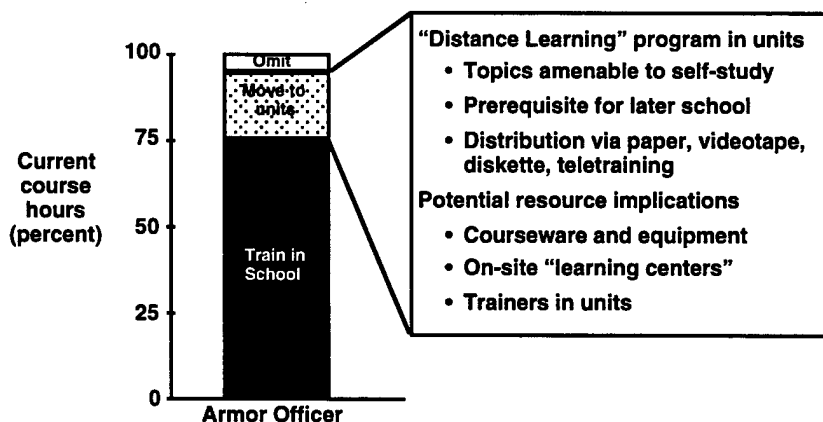 100
75
50
25
0
Current
course
hours
(percent)
Omit
Move to
units
Train in
School
Armor Officer
“Distance Learning” program in units
• Topics amenable to self-study
• Prerequisite for later school
• Distribution via paper, videotape,
diskette, teletraining
Potential resource implications
• Courseware and equipment
• On-site “learning centers”
• Trainers in units